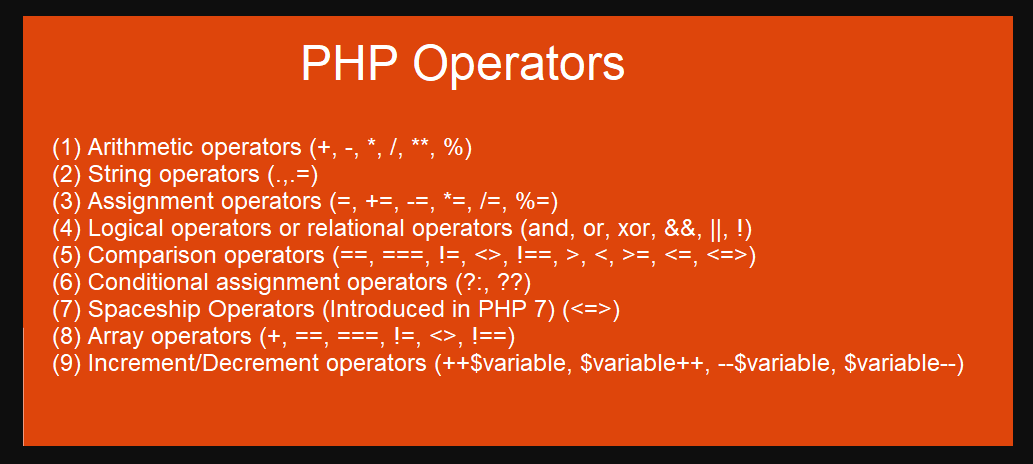 PHP Operators
(1) Arithmetic operators (+, -, *, /, **, %)
(2) String operators (.,.=)
(3) Assignment operators (=, +=, -=, *=, /=, %=)
(4) Logical operators or relational operators (and, or, xor, &&, ||, !)
(5) Comparison operators (==, ===, !=, <>, !==, >, <, >=, <=, <=>)
(6) Conditional assignment operators (?:, ??)
(7) Spaceship Operators (Introduced in PHP 7) (<=>)
(8) Array operators (+, ==, ===, !=, <>, !==)
(9) Increment/Decrement operators (++$variable, $variable++, --$variable, $variable--)